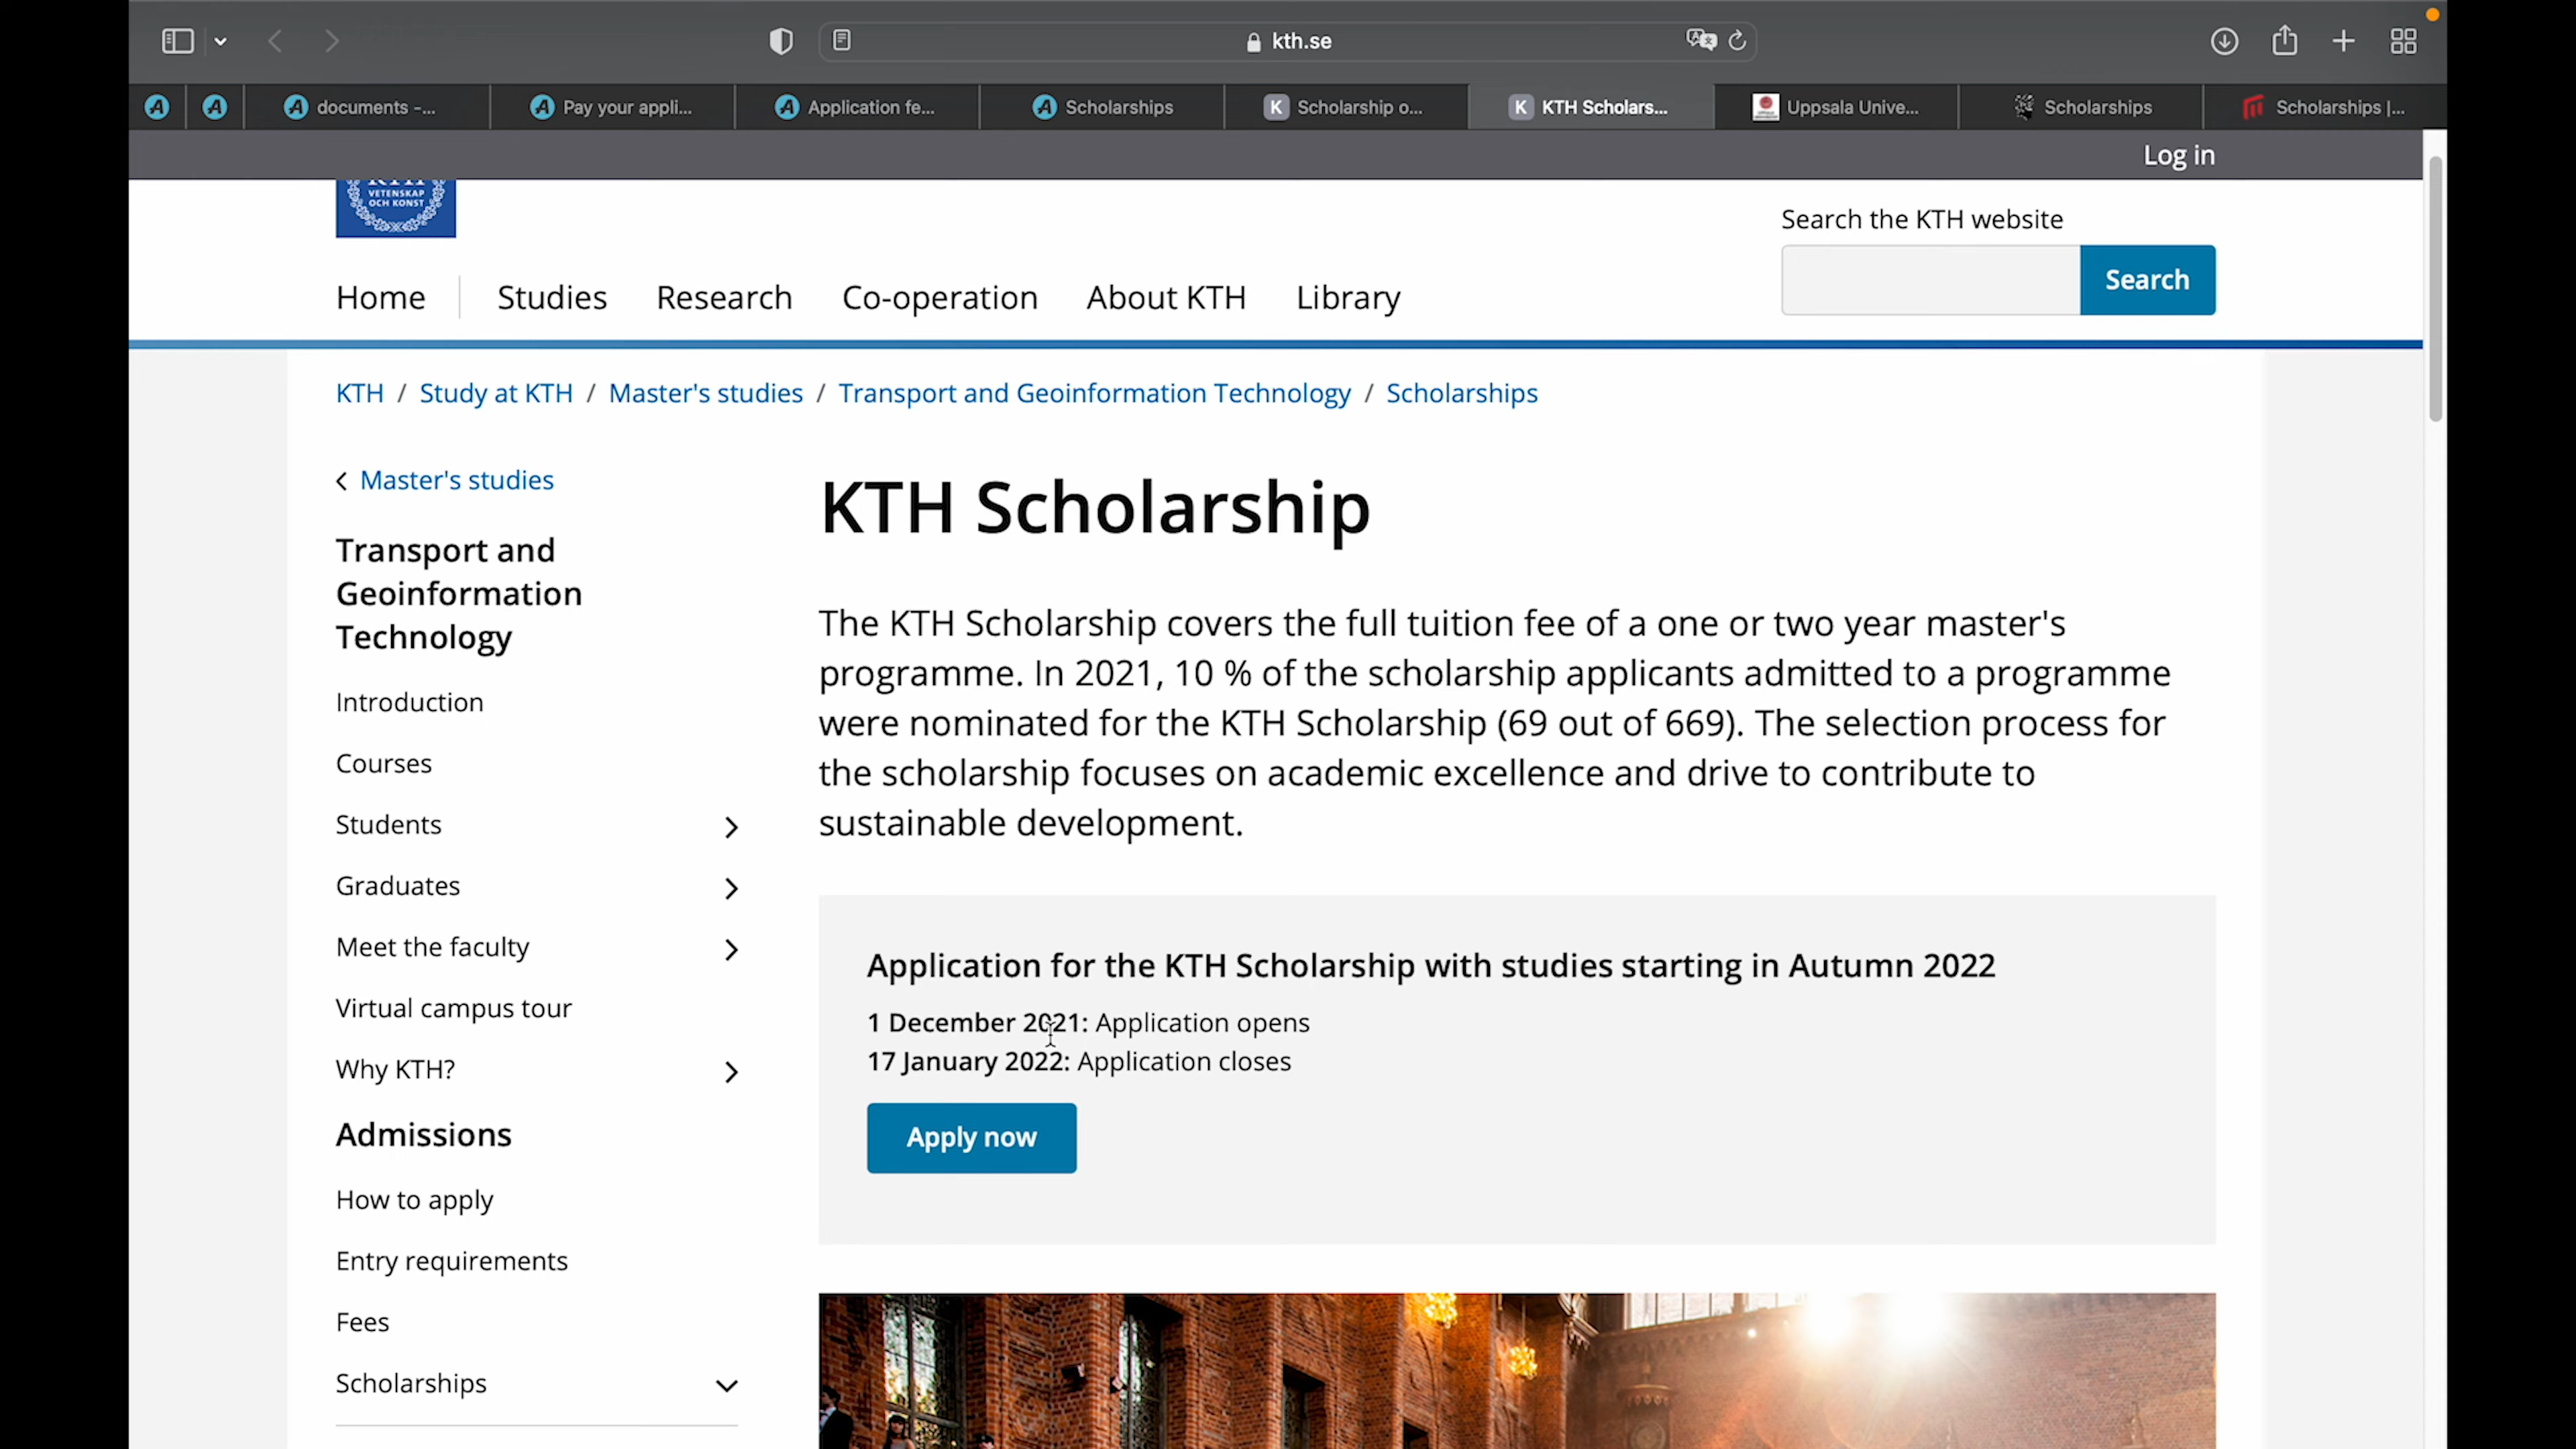 kth.se
documents -...
Pay your appli...
Application fe...
Scholarships
Scholarship o...
KTH Scholars...
Uppsala Unive...
Scholarships
Scholarships |...
Log in
KTH
VETENSKAP
OCH KONST
Search the KTH website
Search
Home
Studies
Research
Co-operation
About KTH
Library
KTH / Study at KTH / Master's studies / Transport and Geoinformation Technology / Scholarships
Master's studies
Transport and
Geoinformation
Technology
Introduction
Courses
Students
Graduates
Meet the faculty
Virtual campus tour
Why KTH?
Admissions
How to apply
Entry requirements
Fees
Scholarships
KTH Scholarship
The KTH Scholarship covers the full tuition fee of a one or two year master's
programme. In 2021, 10 % of the scholarship applicants admitted to a programme
were nominated for the KTH Scholarship (69 out of 669). The selection process for
the scholarship focuses on academic excellence and drive to contribute to
sustainable development.
Application for the KTH Scholarship with studies starting in Autumn 2022
1 December 2021: Application opens
17 January 2022: Application closes
Apply now